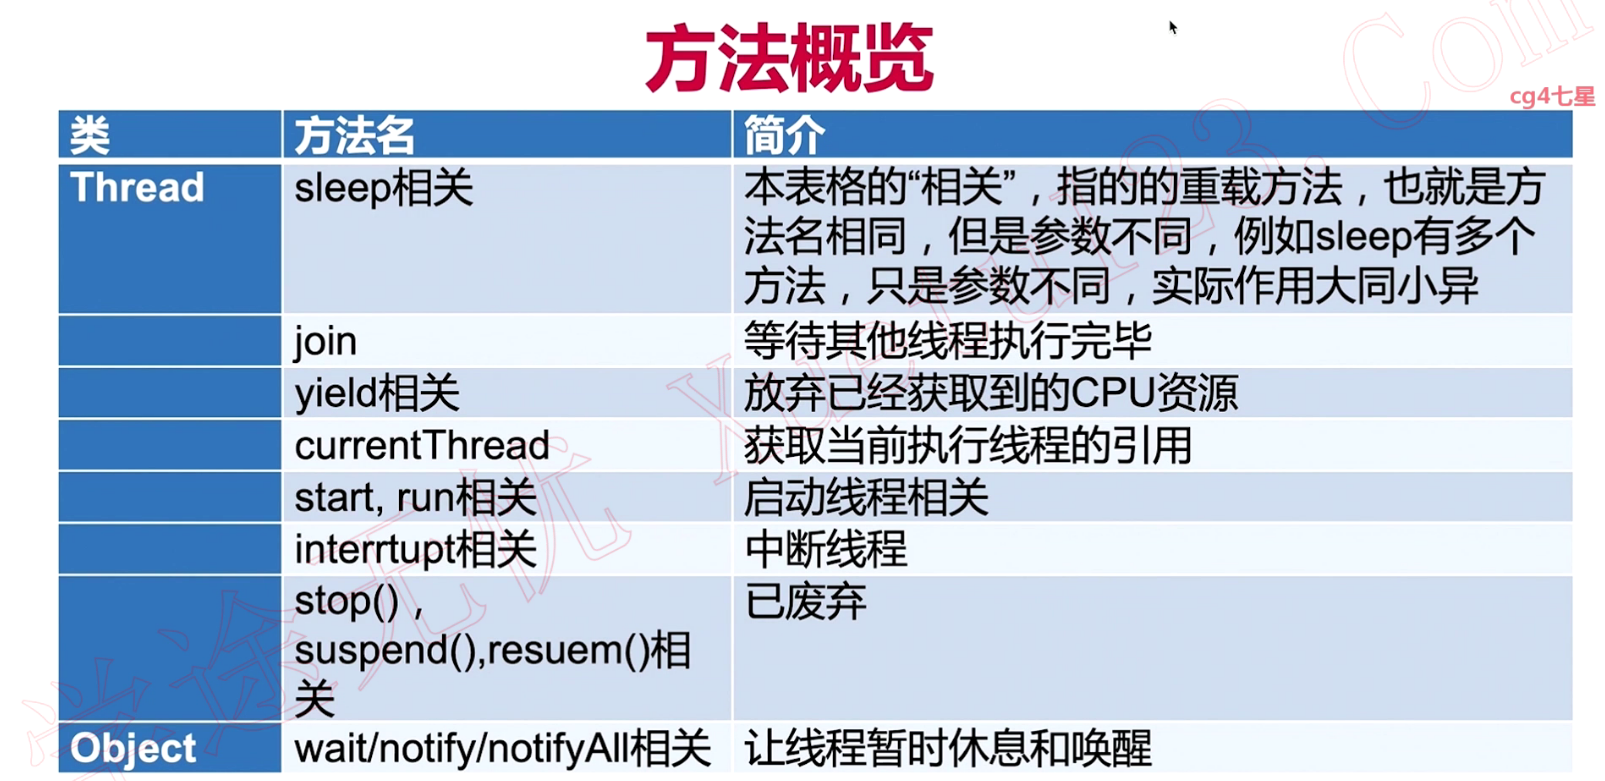 方法概览
cg4七星
类 方法名 简介
Thread sleep相关 本表格的“相关”，指的的重载方法，也就是方
法名相同，但是参数不同，例如sleep有多个
方法，只是参数不同，实际作用大同小异
join 等待其他线程执行完毕
yield相关 放弃已经获取到的CPU资源
currentThread 获取当前执行线程的引用
start, run相关 启动线程相关
interrtupt相关 中断线程
stop()， 已废弃
suspend(),resuem()相
关
Object wait/notify/notifyAll相关 让线程暂时休息和唤醒
学途无忧 Xuetu123.Com